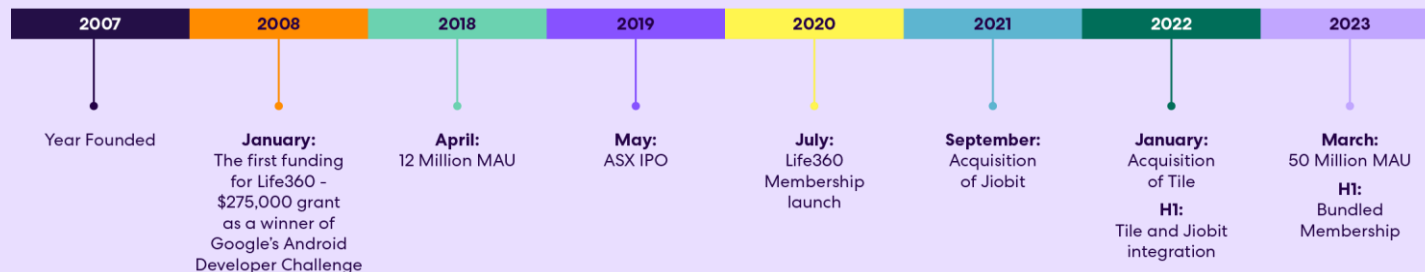 2007
2008
2018
2019
2020
2021
2022
2023
Year Founded
January:
The first funding
for Life360 -
$275,000 grant
as a winner of
Google's Android
Developer Challenge
April:
12 Million MAU
May:
ASX IPO
July:
Life360
Membership
launch
September:
Acquisition
of Jiobit
January:
Acquisition
of Tile
H1:
Tile and Jiobit
integration
March:
50 Million MAU
H1:
Bundled
Membership